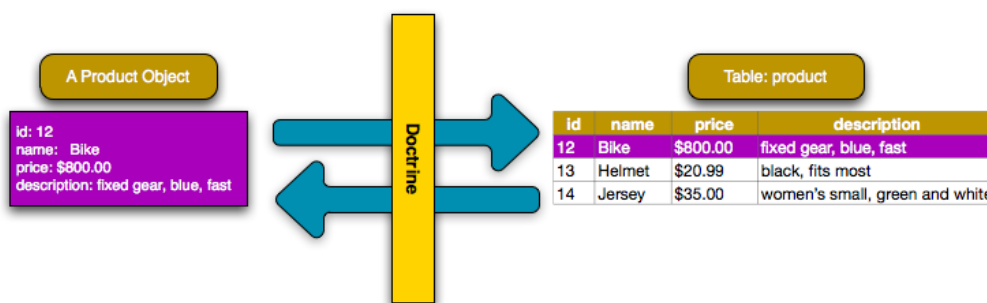 A Product Object
id: 12
name: Bike
price: $800.00
description: fixed gear, blue, fast
Doctrine
Table: product
id name price description
12 Bike $800.00 fixed gear, blue, fast
13 Helmet $20.99 black, fits most
14 Jersey $35.00 women's small, green and white